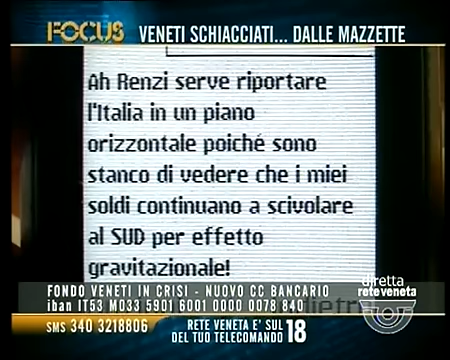 FOCUS VENETI SCHIACCIATI... DALLE MAZZETTE
Ah Renzi serve riportare
l'Italia in un piano
orizzontale poiché sono
stanco di vedere che i miei
soldi continuano a scivolare
al SUD per effetto
gravitazionale!
diretta
reteveneta
FONDO VENETI IN CRISI - NUOVO CC BANCARIO
iban IT53 M033 5901 6001 0000 0078 840
SMS 340 3218806
RETE VENETA E' SUL
DEL TUO TELECOMANDO 18